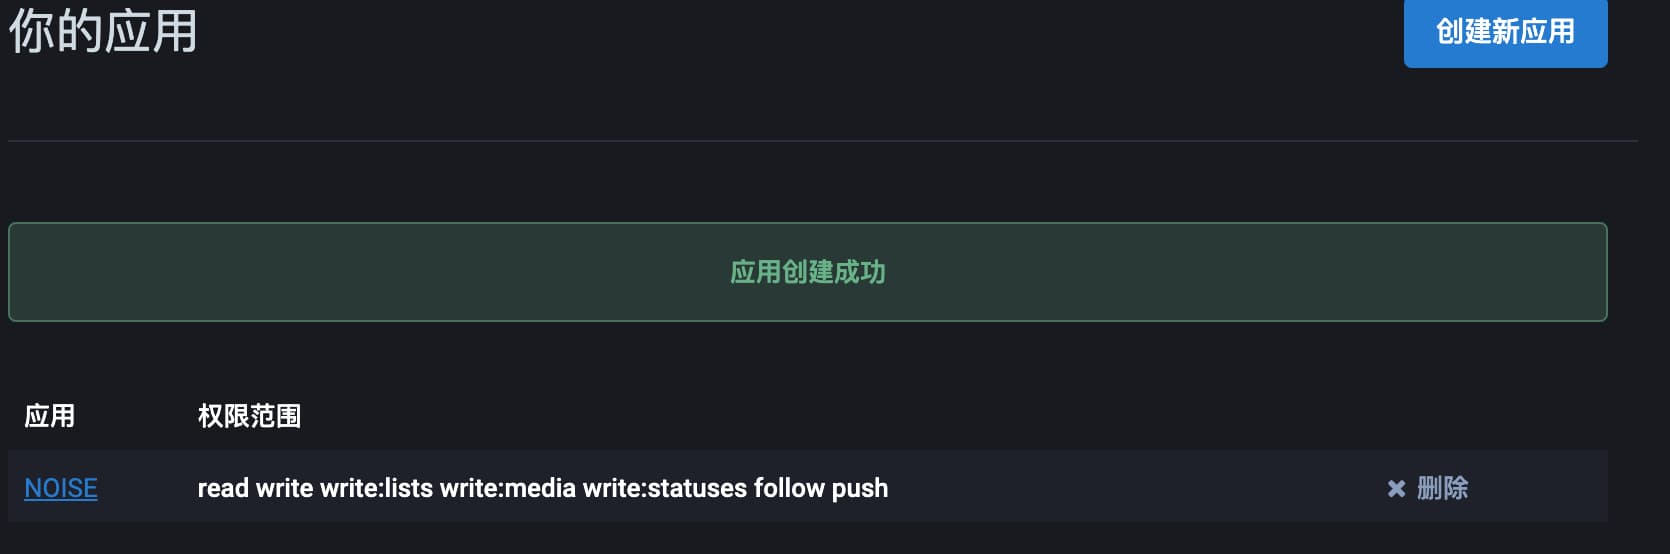 你的应用
创建新应用
应用创建成功
应用 权限范围
NOISE read write write:lists write:media write:statuses follow push ✖ 删除